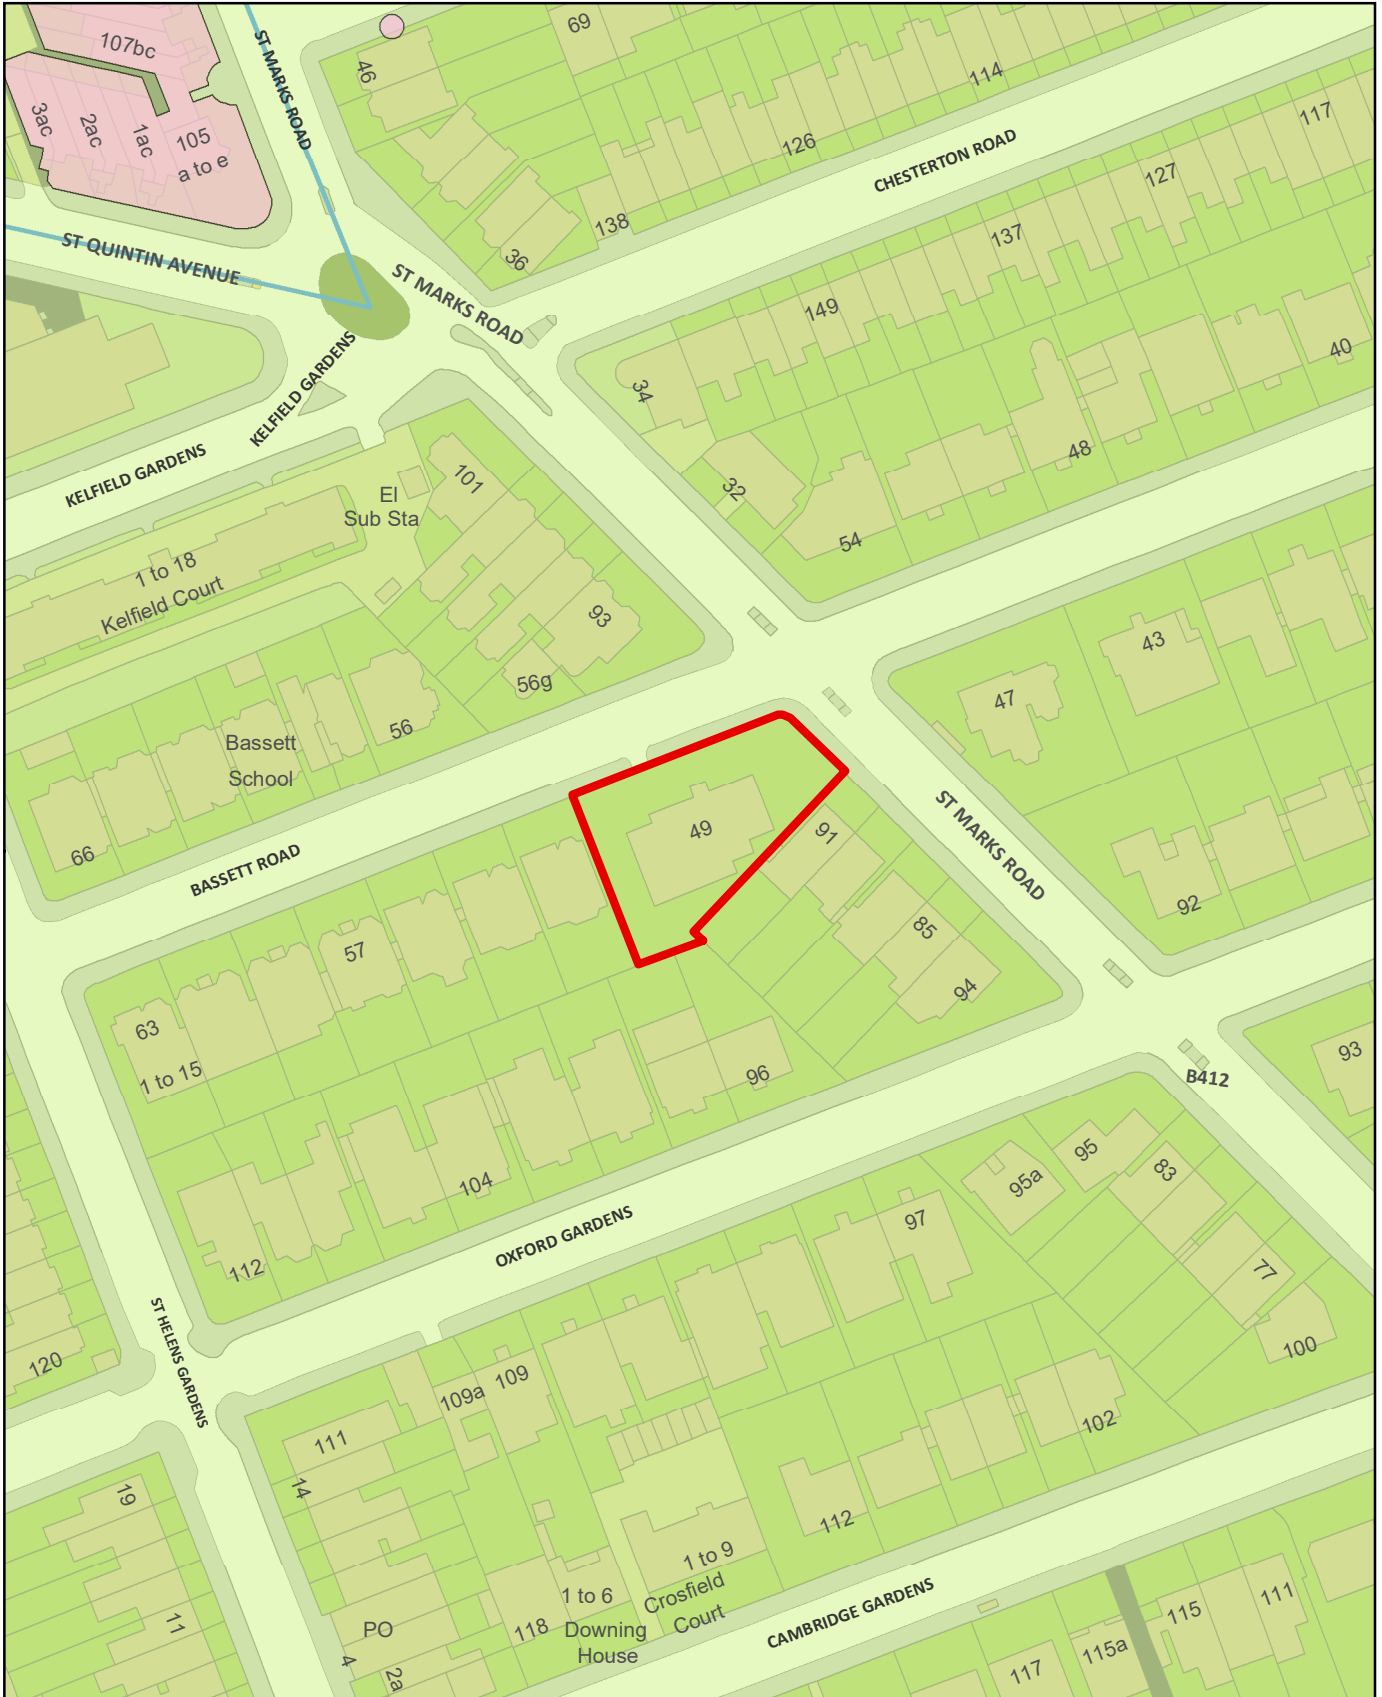 107bc
ST MARKS ROAD
46
69
114
117
3ac
2ac
1ac
105
a to e
126
CHESTERTON ROAD
127
138
137
36
ST QUINTIN AVENUE
ST MARKS ROAD
149
40
KELFIELD GARDENS
34
KELFIELD GARDENS
101
El
Sub Sta
32
48
54
1 to 18
Kelfield Court
93
43
56g
47
56
Bassett
School
66
49
91
ST MARKS ROAD
BASSETT ROAD
92
57
85
94
63
1 to 15
96
93
B412
95
95a
83
104
97
OXFORD GARDENS
112
77
100
ST HELENS GARDENS
120
109
109a
102
111
14
19
112
1 to 9
Crosfield
Court
1 to 6
Downing
House
118
CAMBRIDGE GARDENS
11
PO
4
2a
115
111
115a
117